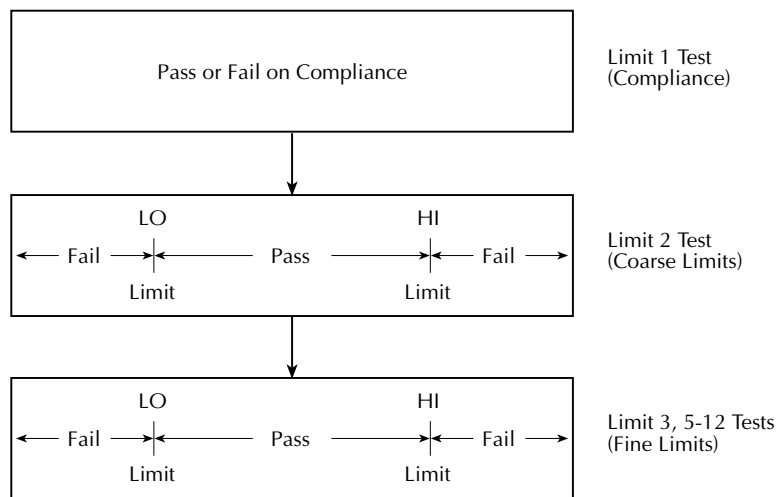 Pass or Fail on Compliance
Limit 1 Test
(Compliance)
LO HI
Fail Pass Fail
Limit Limit
Limit 2 Test
(Coarse Limits)
LO HI
Fail Pass Fail
Limit Limit
Limit 3, 5-12 Tests
(Fine Limits)